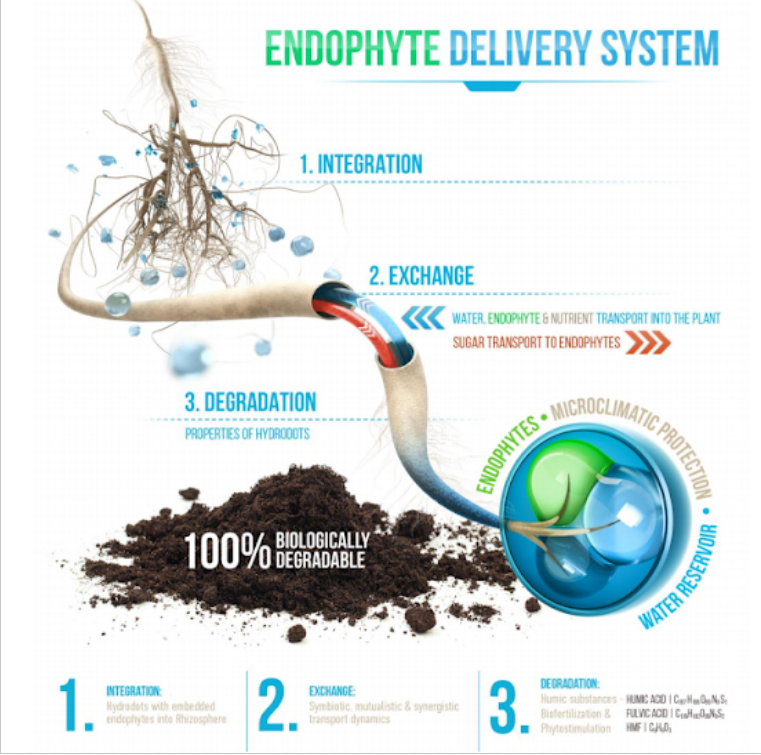 ENDOPHYTE DELIVERY SYSTEM
1. INTEGRATION
2. EXCHANGE
WATER, ENDOPHYTE & NUTRIENT TRANSPORT INTO THE PLANT
SUGAR TRANSPORT TO ENDOPHYTES
3. DEGRADATION
PROPERTIES OF HYDRODOTS
ENDOPHYTES • MICROCLIMATIC PROTECTION •
WATER RESERVOIR
100% BIOLOGICALLY
DEGRADABLE
1.
INTEGRATION:
Hydrodots with embedded
endophytes into Rhizosphere
2.
EXCHANGE:
Symbiotic, mutualistic & synergistic
transport dynamics
3.
DEGRADATION:
Humic substances - HUMIC ACID |
Biofertilization & FULVIC ACID |
Phytostimulation HMF | C₆H₆O₃